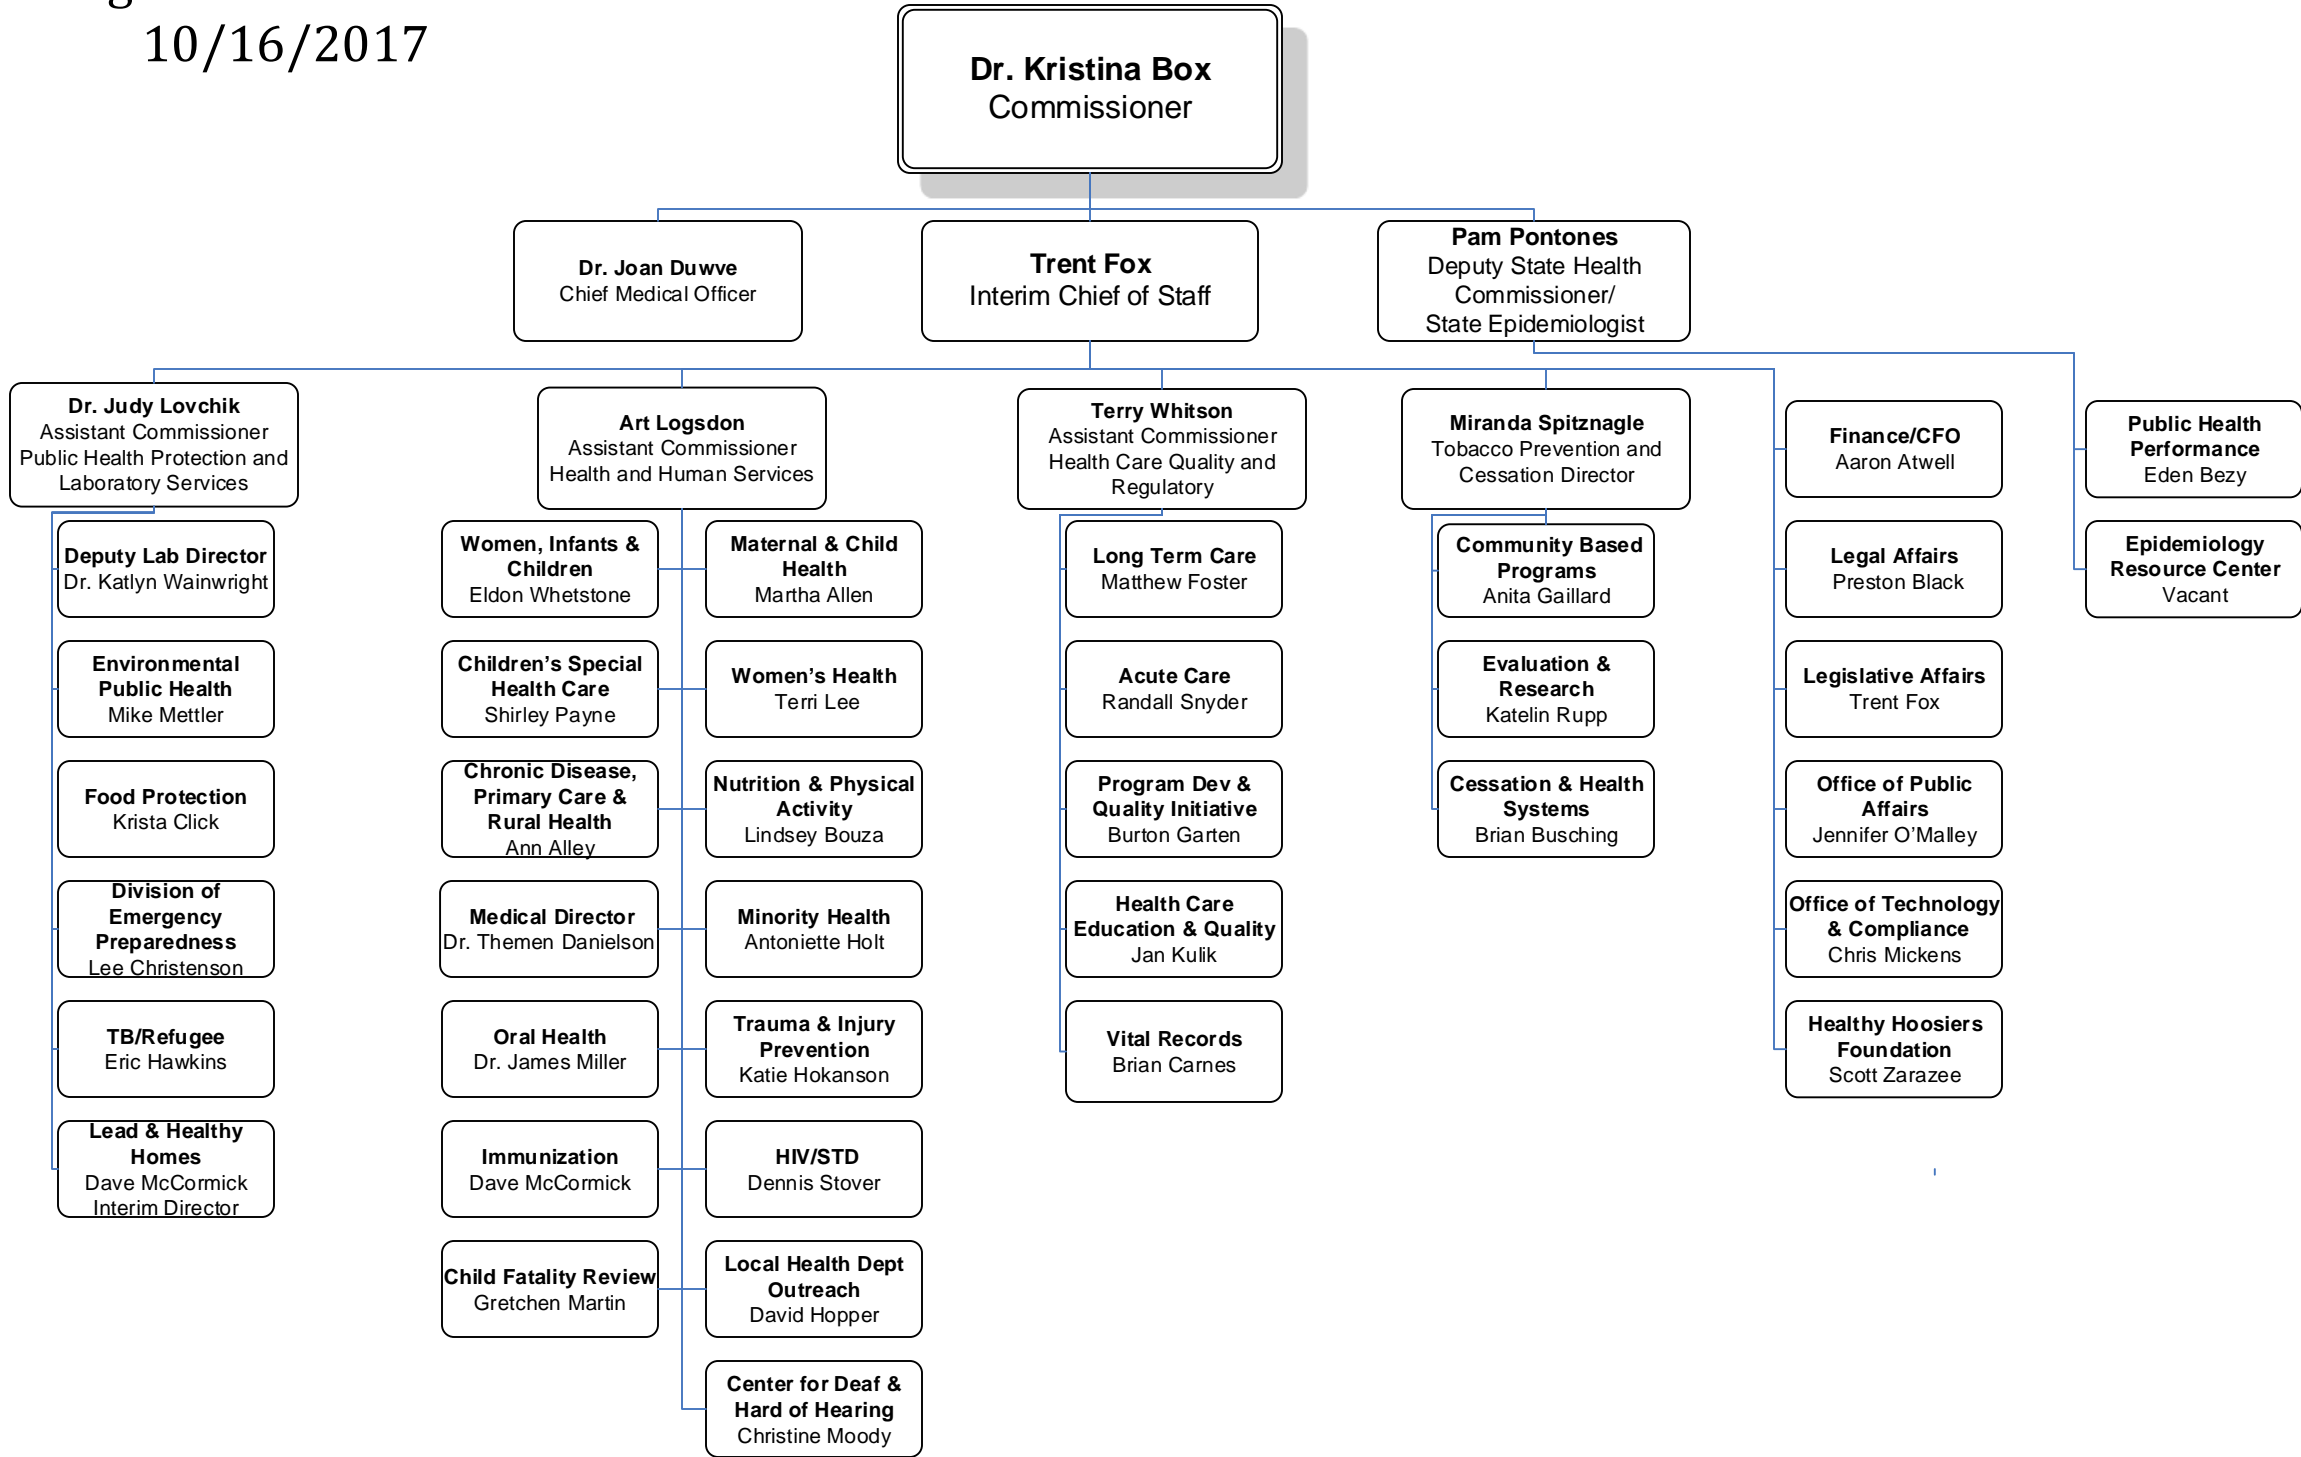 10/16/2017
Dr. Kristina Box
Commissioner
Dr. Joan Duwve
Chief Medical Officer
Trent Fox
Interim Chief of Staff
Pam Pontones
Deputy State Health
Commissioner/
State Epidemiologist
Dr. Judy Lovchik
Assistant Commissioner
Public Health Protection and
Laboratory Services
Art Logsdon
Assistant Commissioner
Health and Human Services
Terry Whitson
Assistant Commissioner
Health Care Quality and
Regulatory
Miranda Spitznagle
Tobacco Prevention and
Cessation Director
Finance/CFO
Aaron Atwell
Public Health
Performance
Eden Bezy
Deputy Lab Director
Dr. Katlyn Wainwright
Women, Infants &
Children
Eldon Whetstone
Maternal & Child
Health
Martha Allen
Long Term Care
Matthew Foster
Community Based
Programs
Anita Gaillard
Legal Affairs
Preston Black
Epidemiology
Resource Center
Vacant
Environmental
Public Health
Mike Mettler
Children’s Special
Health Care
Shirley Payne
Women’s Health
Terri Lee
Acute Care
Randall Snyder
Evaluation &
Research
Katelin Rupp
Legislative Affairs
Trent Fox
Food Protection
Krista Click
Chronic Disease,
Primary Care &
Rural Health
Ann Alley
Nutrition & Physical
Activity
Lindsey Bouza
Program Dev &
Quality Initiative
Burton Garten
Cessation & Health
Systems
Brian Busching
Office of Public
Affairs
Jennifer O’Malley
Division of
Emergency
Preparedness
Lee Christenson
Medical Director
Dr. Themen Danielson
Minority Health
Antoniette Holt
Health Care
Education & Quality
Jan Kulik
Office of Technology
& Compliance
Chris Mickens
TB/Refugee
Eric Hawkins
Oral Health
Dr. James Miller
Trauma & Injury
Prevention
Katie Hokanson
Vital Records
Brian Carnes
Healthy Hoosiers
Foundation
Scott Zarazee
Lead & Healthy
Homes
Dave McCormick
Interim Director
Immunization
Dave McCormick
HIV/STD
Dennis Stover
Child Fatality Review
Gretchen Martin
Local Health Dept
Outreach
David Hopper
Center for Deaf &
Hard of Hearing
Christine Moody